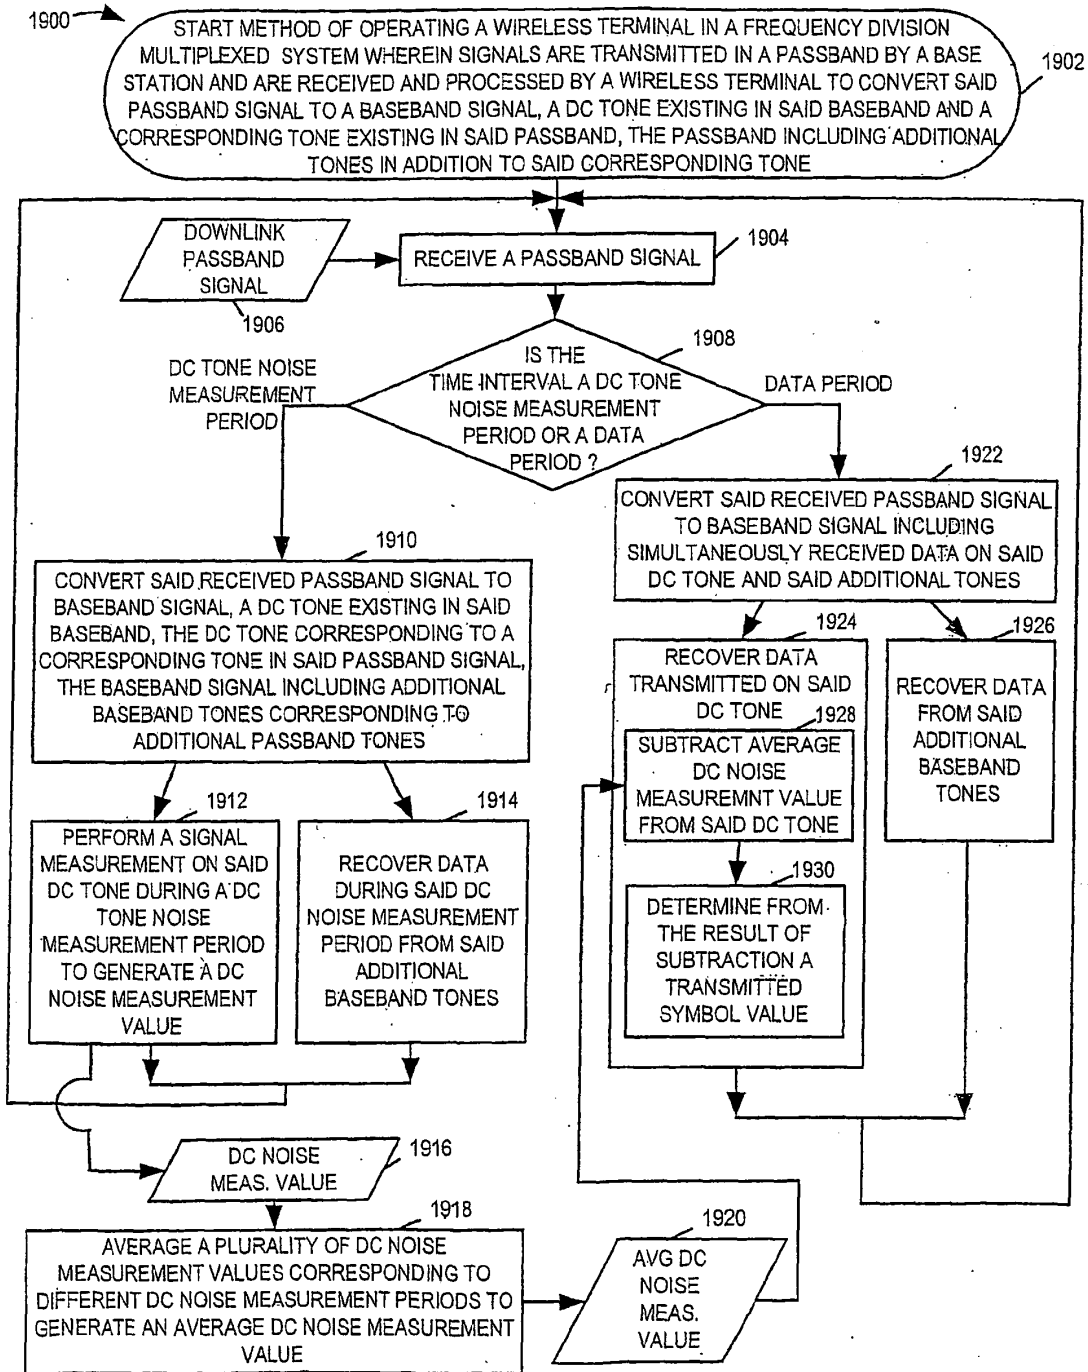 1900
START METHOD OF OPERATING A WIRELESS TERMINAL IN A FREQUENCY DIVISION
MULTIPLEXED SYSTEM WHEREIN SIGNALS ARE TRANSMITTED IN A PASSBAND BY A BASE
STATION AND ARE RECEIVED AND PROCESSED BY A WIRELESS TERMINAL TO CONVERT SAID
PASSBAND SIGNAL TO A BASEBAND SIGNAL, A DC TONE EXISTING IN SAID BASEBAND AND A
CORRESPONDING TONE EXISTING IN SAID PASSBAND, THE PASSBAND INCLUDING ADDITIONAL
TONES IN ADDITION TO SAID CORRESPONDING TONE
1902
DOWNLINK
PASSBAND
SIGNAL
1906
RECEIVE A PASSBAND SIGNAL
1904
IS THE
TIME INTERVAL A DC TONE
NOISE MEASUREMENT
PERIOD OR A DATA
PERIOD ?
1908
DC TONE NOISE
MEASUREMENT
PERIOD
DATA PERIOD
1910
CONVERT SAID RECEIVED PASSBAND SIGNAL TO
BASEBAND SIGNAL, A DC TONE EXISTING IN SAID
BASEBAND, THE DC TONE CORRESPONDING TO A
CORRESPONDING TONE IN SAID PASSBAND SIGNAL,
THE BASEBAND SIGNAL INCLUDING ADDITIONAL
BASEBAND TONES CORRESPONDING TO
ADDITIONAL PASSBAND TONES
1922
CONVERT SAID RECEIVED PASSBAND SIGNAL
TO BASEBAND SIGNAL INCLUDING
SIMULTANEOUSLY RECEIVED DATA ON SAID
DC TONE AND SAID ADDITIONAL TONES
1912
PERFORM A SIGNAL
MEASUREMENT ON SAID
DC TONE DURING A DC
TONE NOISE
MEASUREMENT PERIOD
TO GENERATE A DC
NOISE MEASUREMENT
VALUE
1914
RECOVER DATA
DURING SAID DC
NOISE MEASUREMENT
PERIOD FROM SAID
ADDITIONAL
BASEBAND TONES
1924
RECOVER DATA
TRANSMITTED ON SAID
DC TONE
1928
SUBTRACT AVERAGE
DC NOISE
MEASUREMNT VALUE
FROM SAID DC TONE
1930
DETERMINE FROM
THE RESULT OF
SUBTRACTION A
TRANSMITTED
SYMBOL VALUE
1926
RECOVER DATA
FROM SAID
ADDITIONAL
BASEBAND
TONES
DC NOISE
MEAS. VALUE
1916
1918
AVERAGE A PLURALITY OF DC NOISE
MEASUREMENT VALUES CORRESPONDING TO
DIFFERENT DC NOISE MEASUREMENT PERIODS TO
GENERATE AN AVERAGE DC NOISE MEASUREMENT
VALUE
1920
AVG DC
NOISE
MEAS.
VALUE